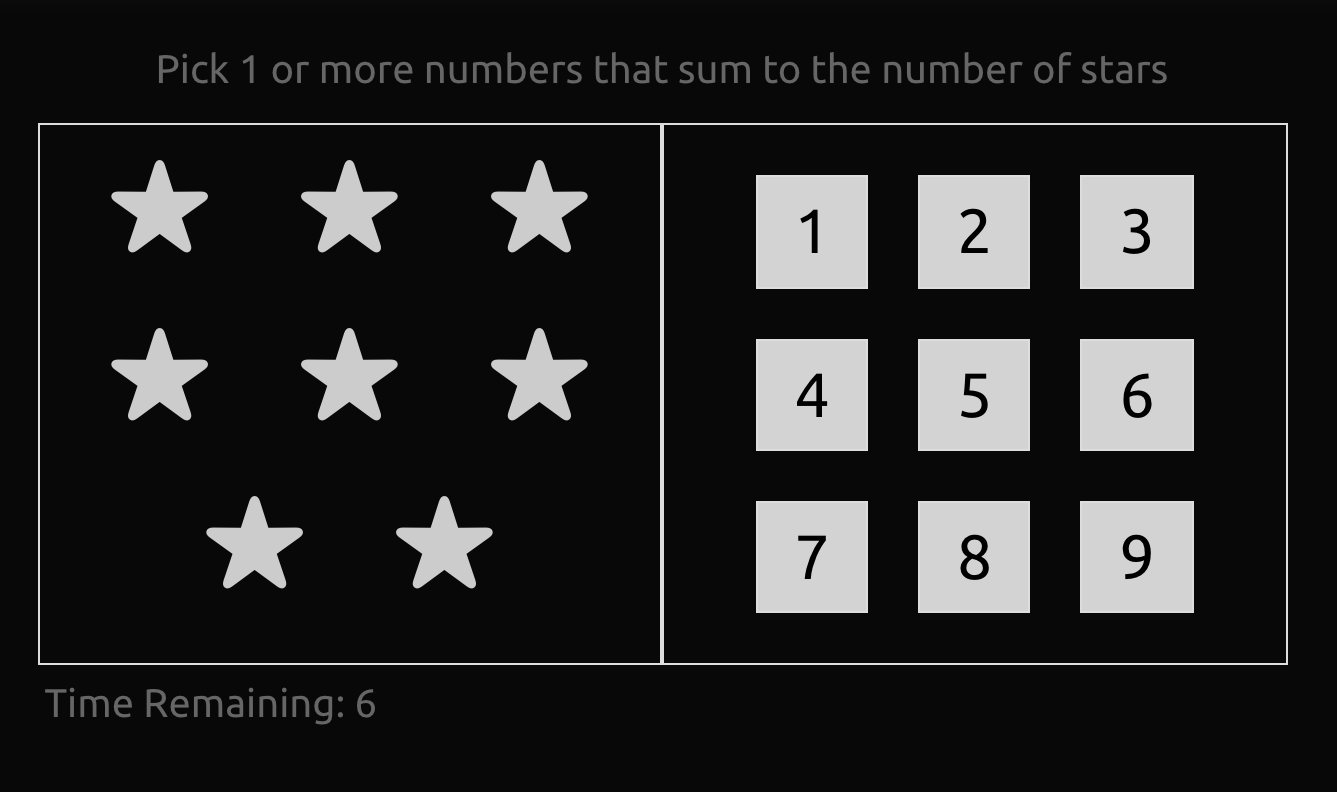 Pick 1 or more numbers that sum to the number of stars
1 2 3
4 5 6
7 8 9
Time Remaining: 6